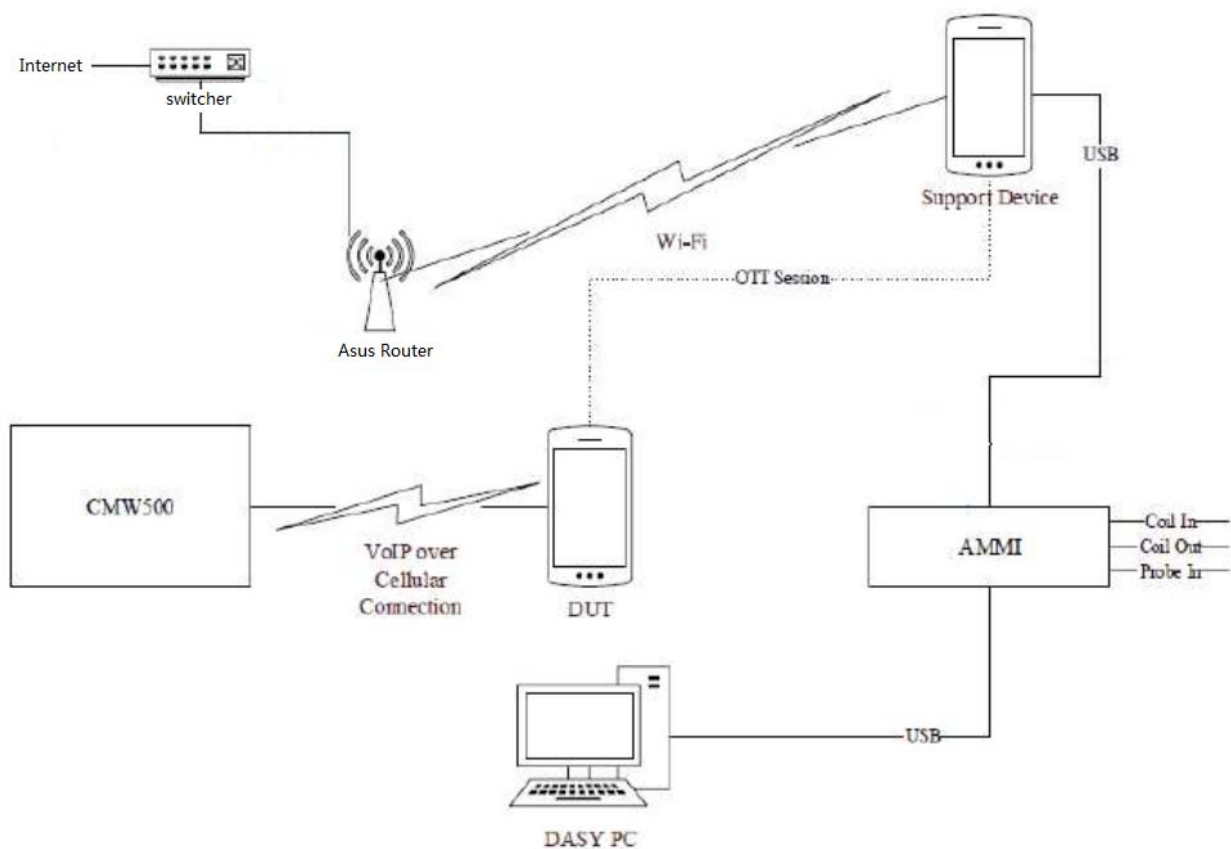 Internet
switcher
USB
Support Device
Wi-Fi
OTT Session
Asus Router
CMW500
VoIP over
Cellular
Connection
DUT
AMMI
Coil In
Coil Out
Probe In
USB
DASY PC